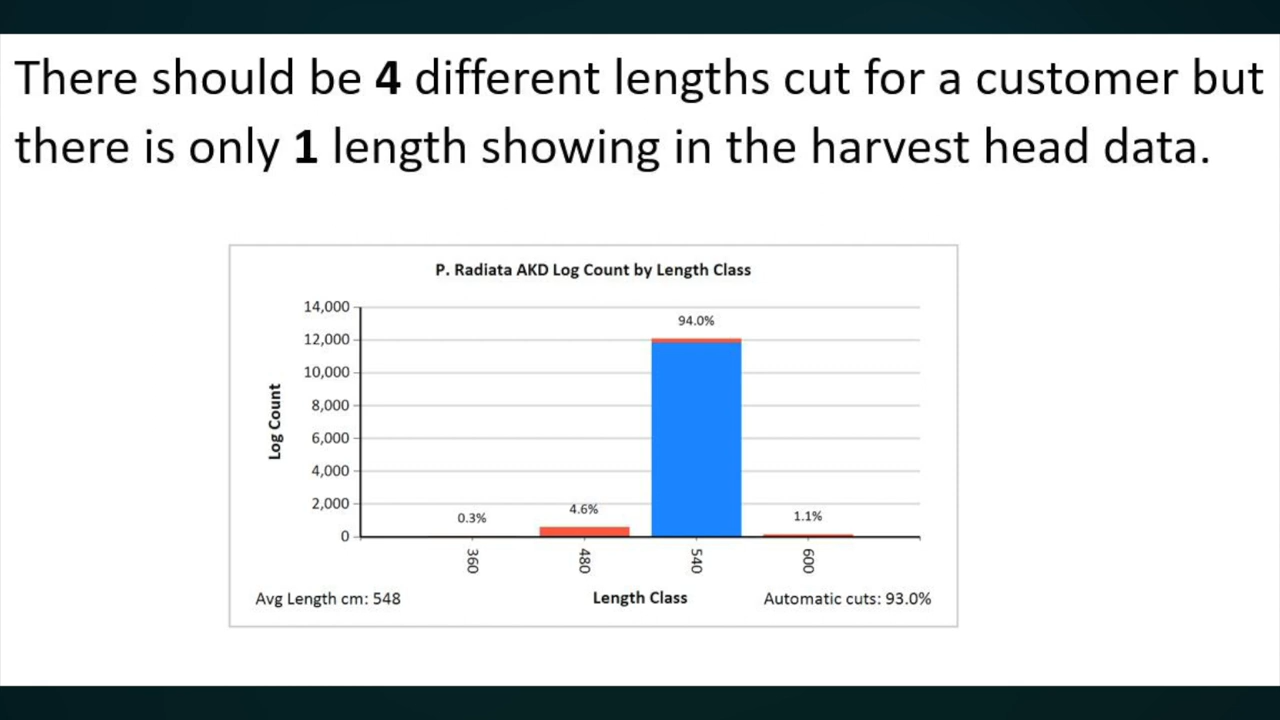 There should be 4 different lengths cut for a customer but
there is only 1 length showing in the harvest head data.
P. Radiata AKD Log Count by Length Class
14,000
12,000
10,000
8,000
6,000
4,000
2,000
0
Log Count
0.3%
4.6%
94.0%
1.1%
360
480
540
600
Avg Length cm: 548
Length Class
Automatic cuts: 93.0%